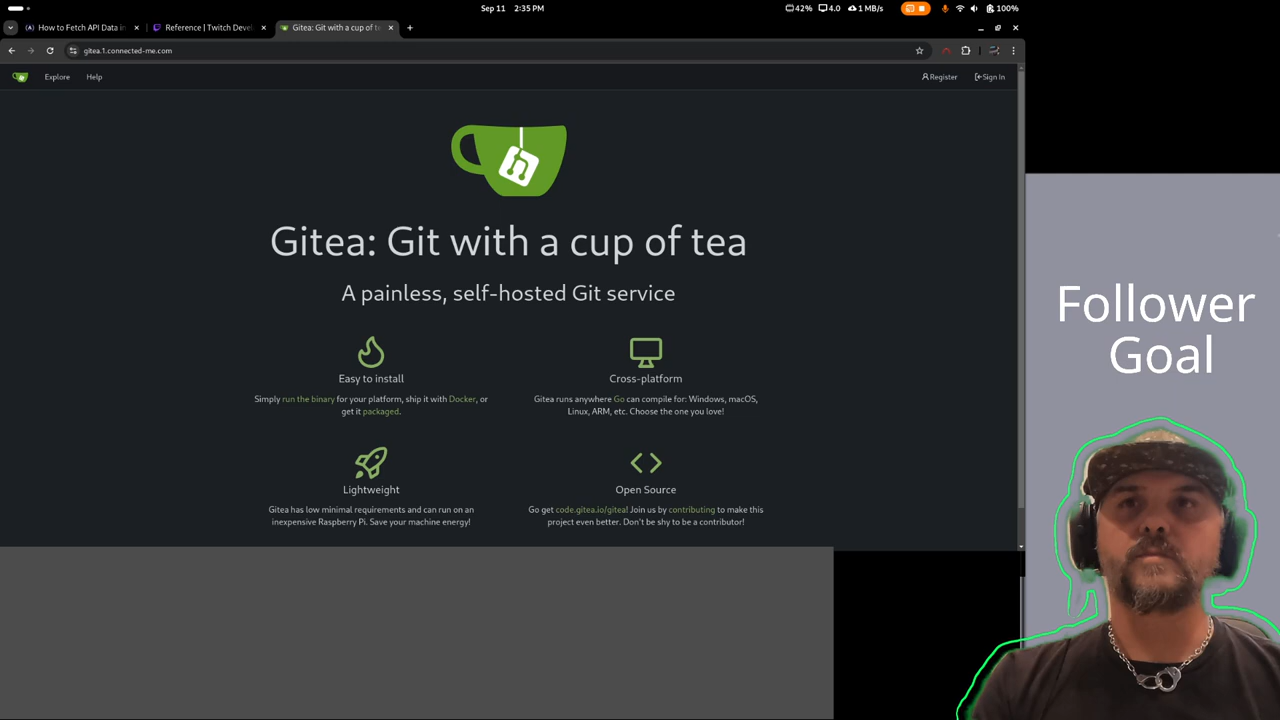 Sep 11 2:35 PM
42% 4.0 1 MB/s 100%
How to Fetch API Data in
Reference | Twitch Devel
Gitea: Git with a cup of te
gitea.1.connected-me.com
Explore Help
Register Sign In
Gitea: Git with a cup of tea
A painless, self-hosted Git service
Easy to install
Simply run the binary for your platform, ship it with Docker, or
get it packaged.
Cross-platform
Gitea runs anywhere Go can compile for: Windows, macOS,
Linux, ARM, etc. Choose the one you love!
Lightweight
Gitea has low minimal requirements and can run on an
inexpensive Raspberry Pi. Save your machine energy!
Open Source
Go get code.gitea.io/gitea! Join us by contributing to make this
project even better. Don't be shy to be a contributor!
Follower
Goal